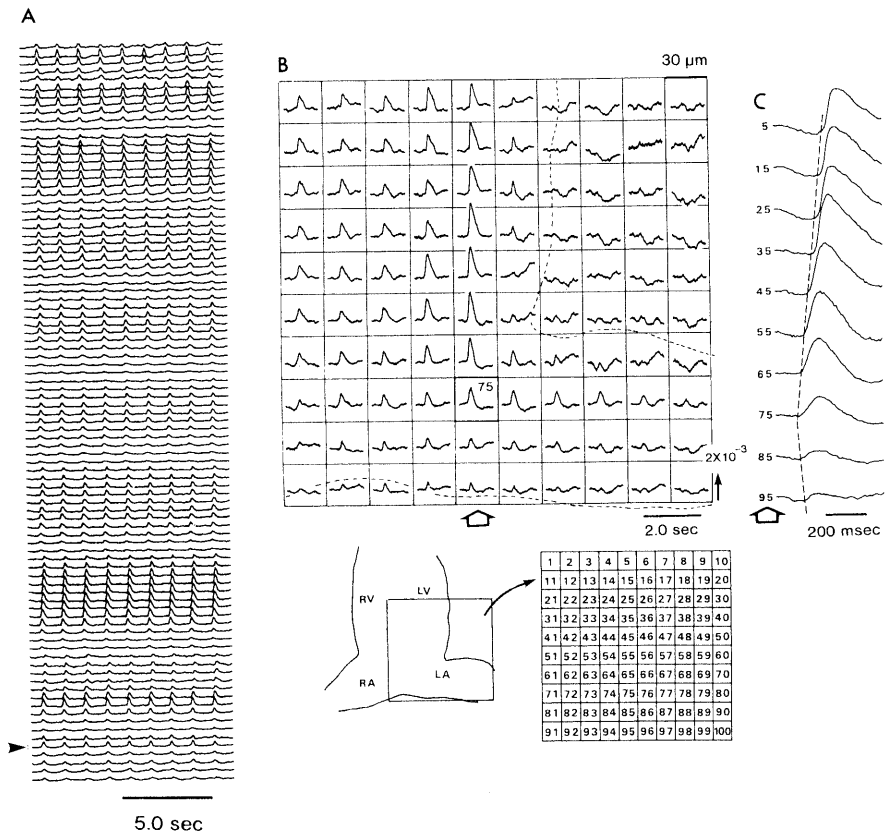 A
5.0 sec
B
30 µm
75
2X10⁻³
2.0 sec
C
5
15
25
35
45
55
65
75
85
95
200 msec
RV
LV
RA
LA
1 2 3 4 5 6 7 8 9 10
11 12 13 14 15 16 17 18 19 20
21 22 23 24 25 26 27 28 29 30
31 32 33 34 35 36 37 38 39 40
41 42 43 44 45 46 47 48 49 50
51 52 53 54 55 56 57 58 59 60
61 62 63 64 65 66 67 68 69 70
71 72 73 74 75 76 77 78 79 80
81 82 83 84 85 86 87 88 89 90
91 92 93 94 95 96 97 98 99 100